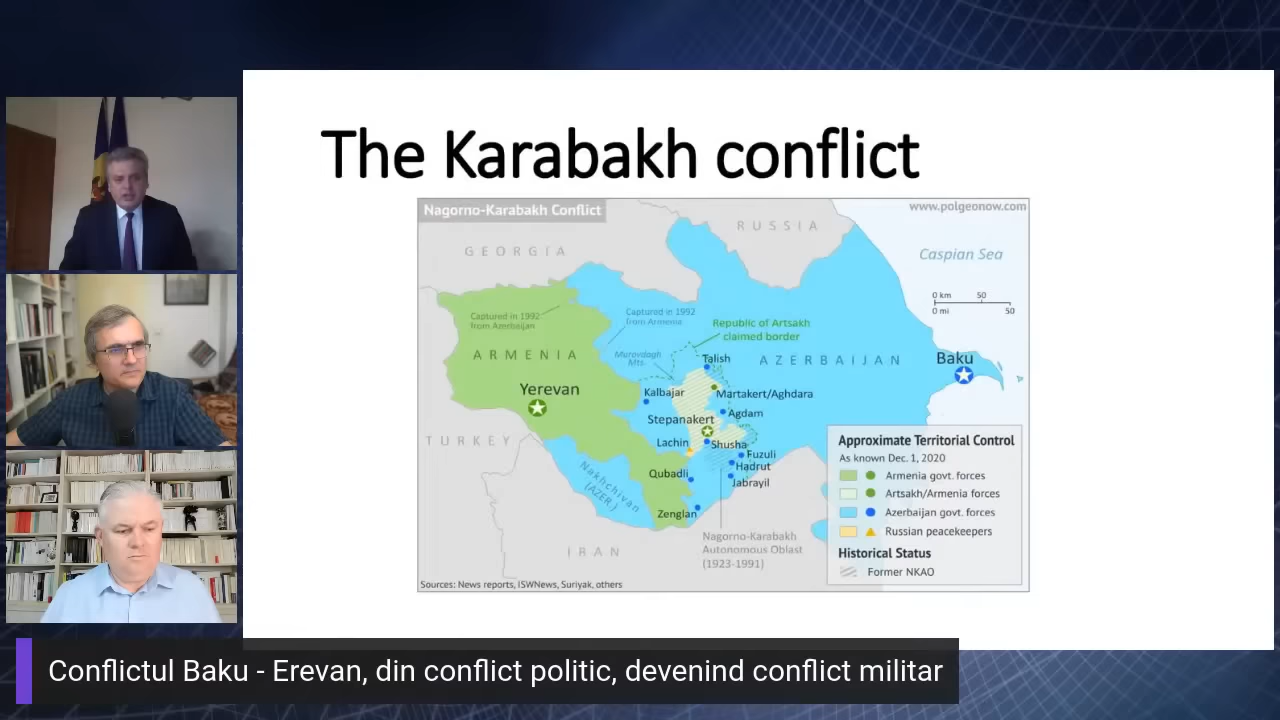 The Karabakh conflict
Nagorno-Karabakh Conflict
www.polgeonow.com
RUSSIA
GEORGIA
Caspian Sea
0 km 50
0 mi 50
Captured in 1992
from Azerbaijan
Captured in 1992
from Armenia
Republic of Artsakh
claimed border
ARMENIA
Murovdagh
Mts.
Talish
AZERBAIJAN
Baku
Yerevan
Kalbajar
Martakert/Aghdara
Stepanakert
Agdam
TURKEY
Lachin
Shusha
Fuzuli
Hadrut
Qubadli
Jabrayil
Nakhchivan
(AZER.)
Zenglan
Nagorno-Karabakh
Autonomous Oblast
(1923-1991)
IRAN
Approximate Territorial Control
As known Dec. 1, 2020
Armenia govt. forces
Artsakh/Armenia forces
Azerbaijan govt. forces
Russian peacekeepers
Historical Status
Former NKAO
Sources: News reports, ISWNews, Suriyak, others
Conflictul Baku - Erevan, din conflict politic, devenind conflict militar